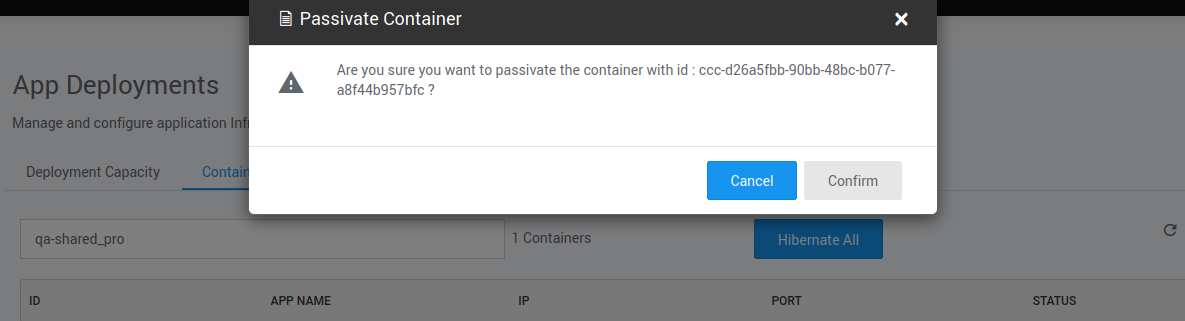 Passivate Container
Are you sure you want to passivate the container with id : ccc-d26a5fbb-90bb-48bc-b077-
a8f44b957bfc ?
Cancel
Confirm
App Deployments
Manage and configure application Inf
Deployment Capacity
Contain
qa-shared_pro
1 Containers
Hibernate All
ID
APP NAME
IP
PORT
STATUS